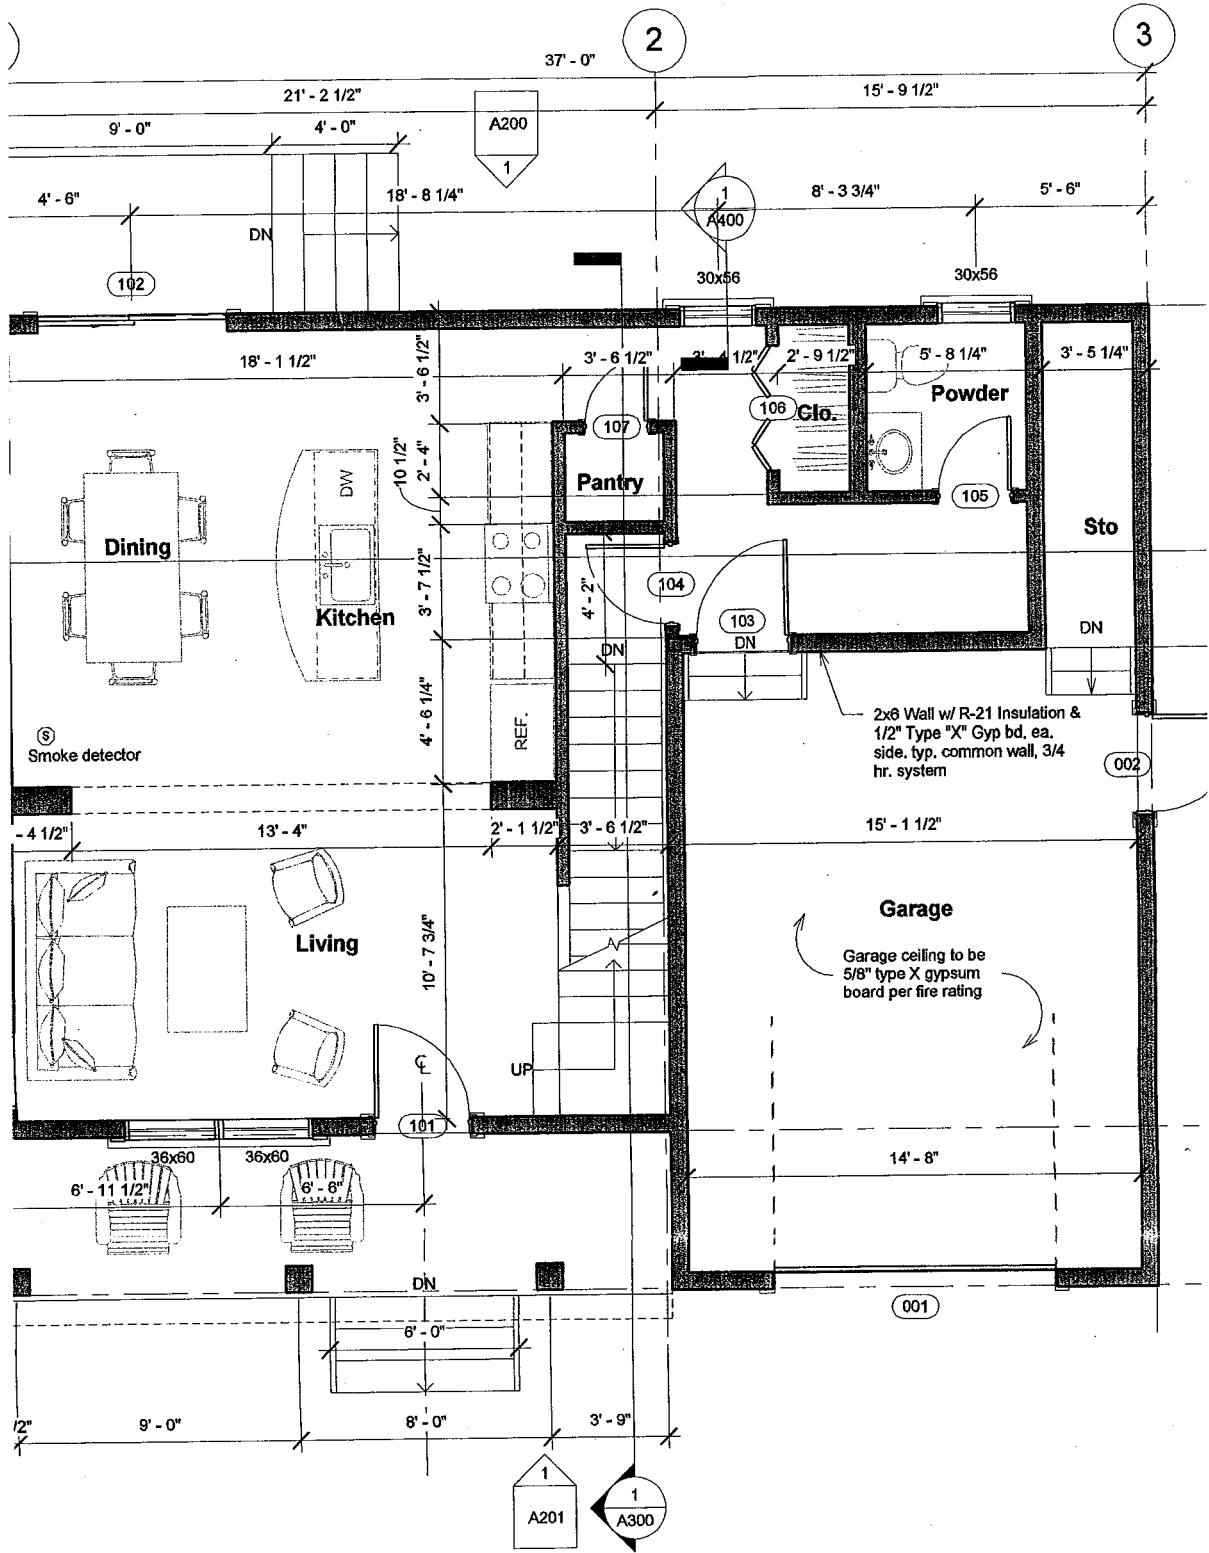 2
3
37' - 0"
21' - 2 1/2"
15' - 9 1/2"
A200
1
9' - 0"
4' - 0"
4' - 6"
18' - 8 1/4"
1
A400
8' - 3 3/4"
5' - 6"
DN
102
30x56
30x56
18' - 1 1/2"
3' - 6 1/2"
3' - 6 1/2"
2' - 9 1/2"
5' - 8 1/4"
3' - 5 1/4"
Powder
106
Clo.
107
10 1/2"
2' - 4"
DW
Pantry
105
Sto
Dining
3' - 7 1/2"
4' - 2"
104
Kitchen
103
DN
DN
DN
4' - 6 1/4"
REF.
S
Smoke detector
2x6 Wall w/ R-21 Insulation &
1/2" Type "X" Gyp bd. ea.
side. typ. common wall, 3/4
hr. system
002
- 4 1/2"
13' - 4"
2' - 1 1/2"
3' - 6 1/2"
15' - 1 1/2"
Garage
Living
10' - 7 3/4"
Garage ceiling to be
5/8" type X gypsum
board per fire rating
CL
UP
101
36x60
36x60
14' - 8"
6' - 11 1/2"
6' - 6"
DN
001
6' - 0"
/2"
9' - 0"
8' - 0"
3' - 9"
1
A201
1
A300